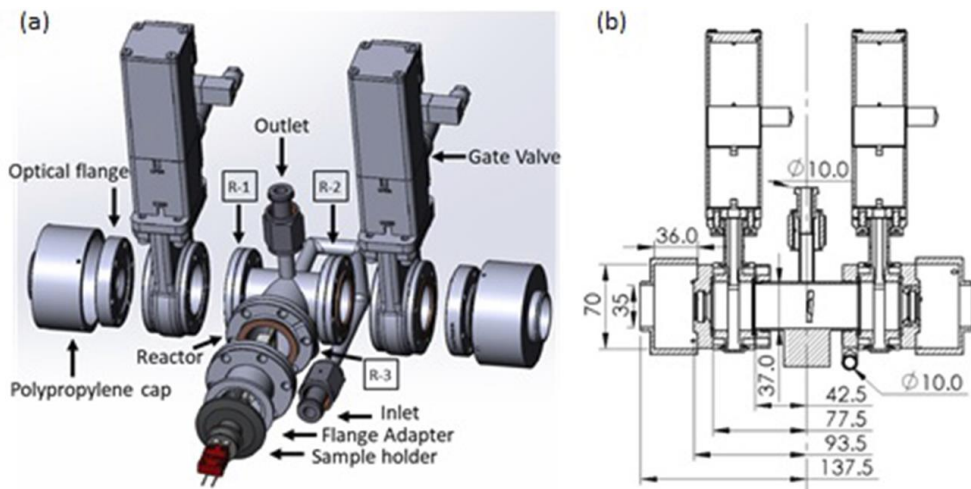 (a)
(b)
Outlet
Gate Valve
Optical flange
R-1
R-2
Reactor
R-3
Polypropylene cap
Inlet
Flange Adapter
Sample holder
Ø10.0
36.0
70
35
37.0
Ø10.0
42.5
77.5
93.5
137.5